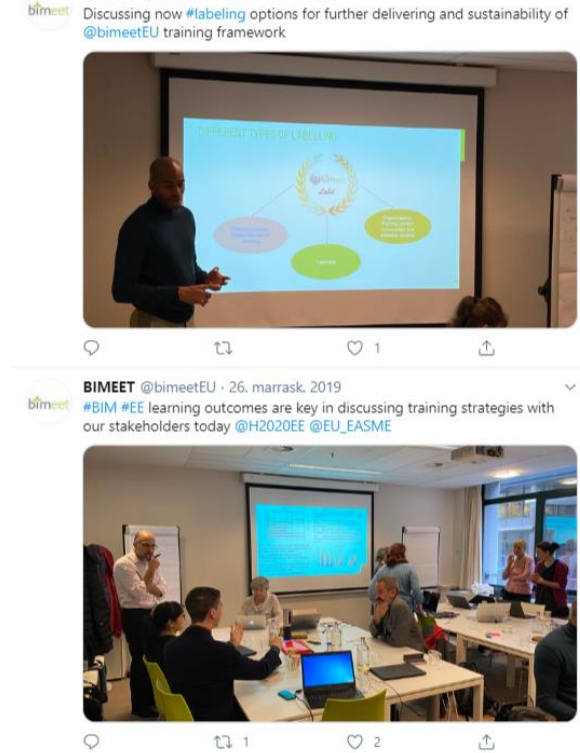 bimeet
Discussing now #labeling options for further delivering and sustainability of
@bimeetEU training framework
DIFFERENT TYPES OF LABELLING
bimeet
Label
Learners
1
BIMEET @bimeetEU · 26. marrask. 2019
bimeet
#BIM #EE learning outcomes are key in discussing training strategies with
our stakeholders today @H2020EE @EU_EASME
1
2